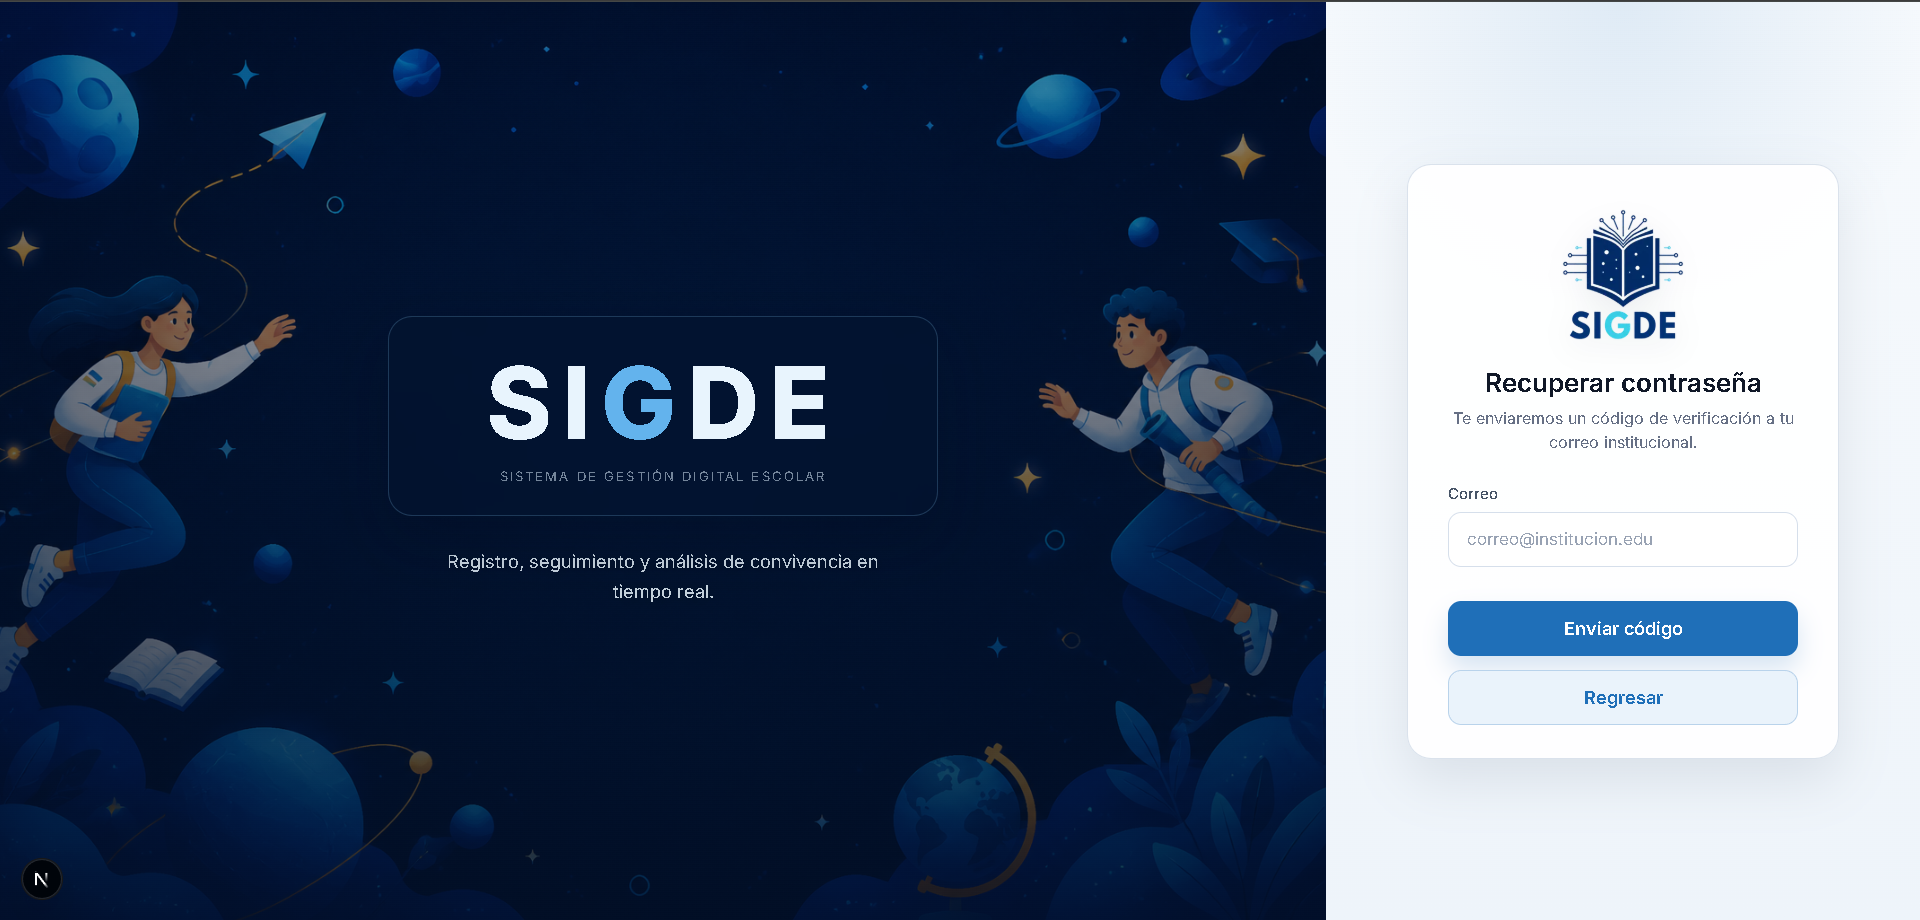 SIGDE
SISTEMA DE GESTIÓN DIGITAL ESCOLAR
Registro, seguimiento y análisis de convivencia en
tiempo real.
N
SIGDE
Recuperar contraseña
Te enviaremos un código de verificación a tu
correo institucional.
Correo
correo@institucion.edu
Enviar código
Regresar